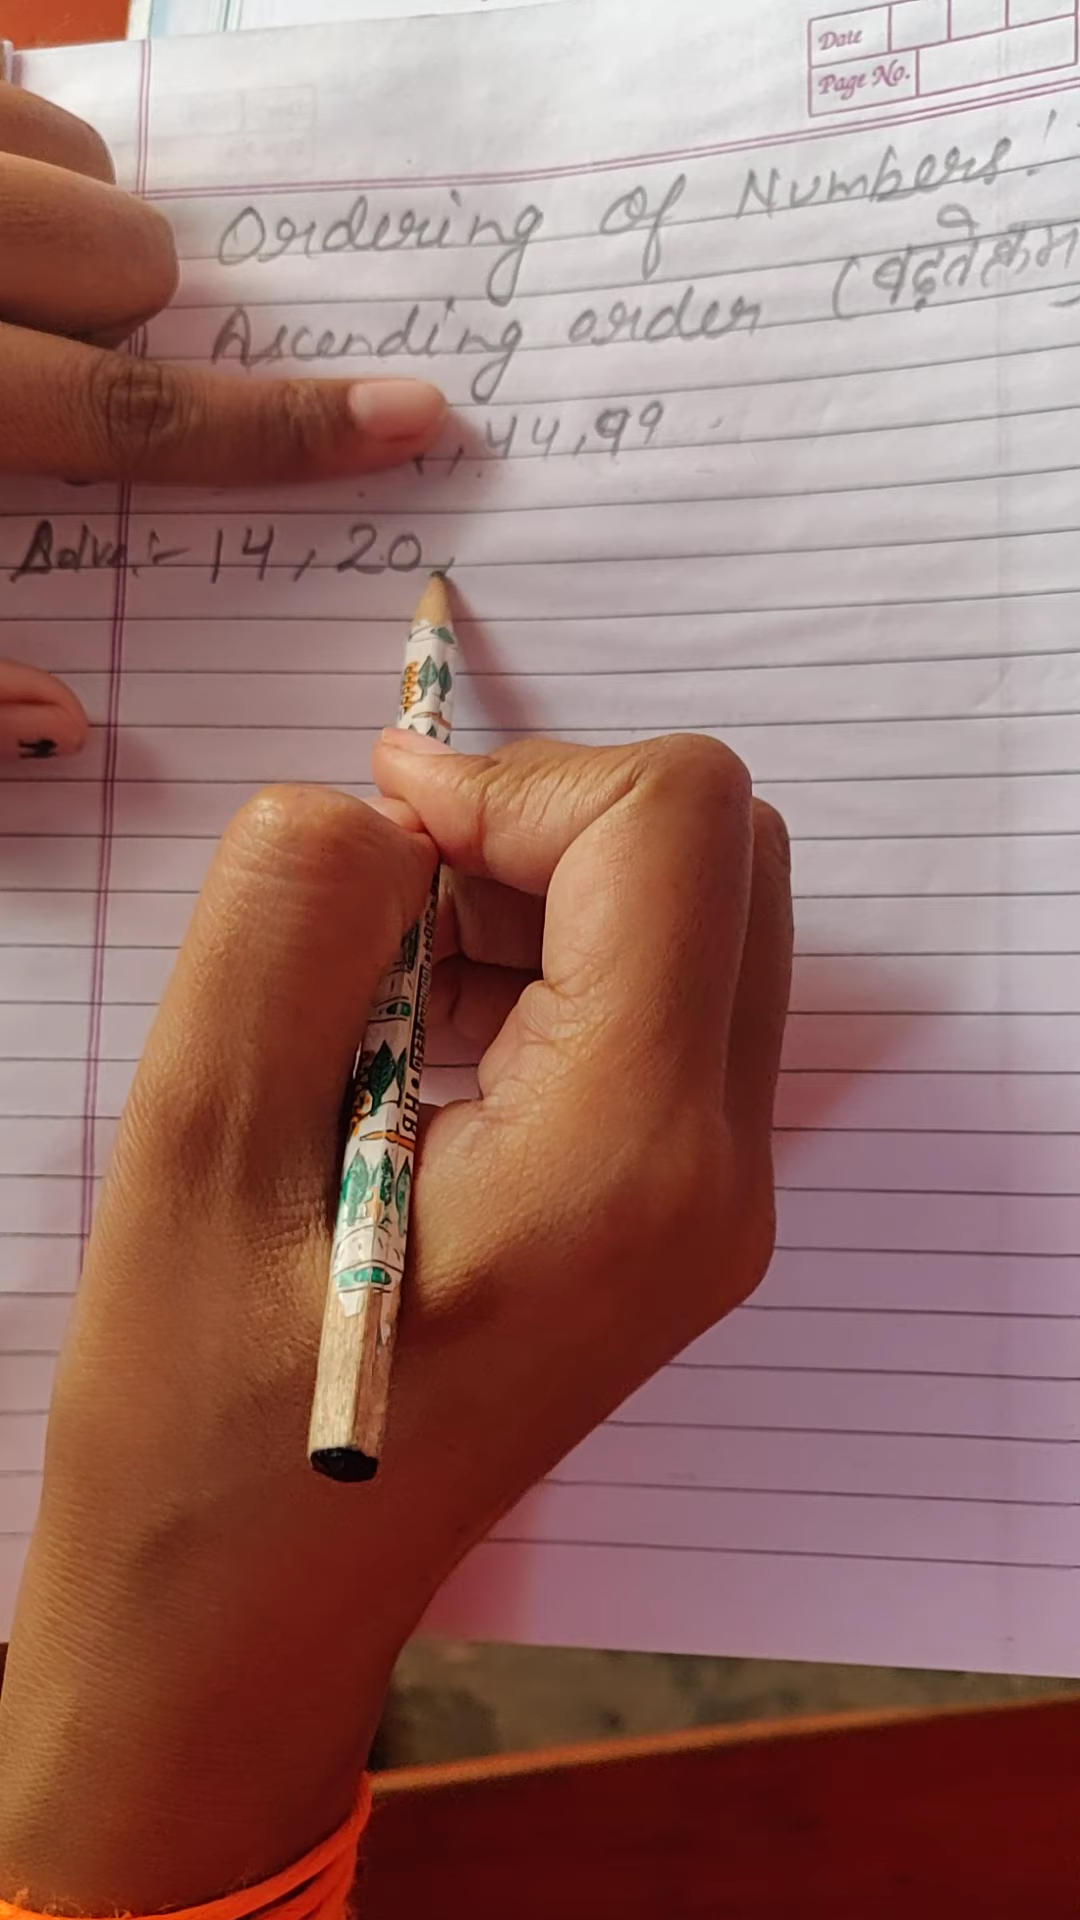 Date
Page No.
Ordering Of Numbers!
Ascending order (बढ़ते क्रम
, 44, 99
Solve:- 14, 20,